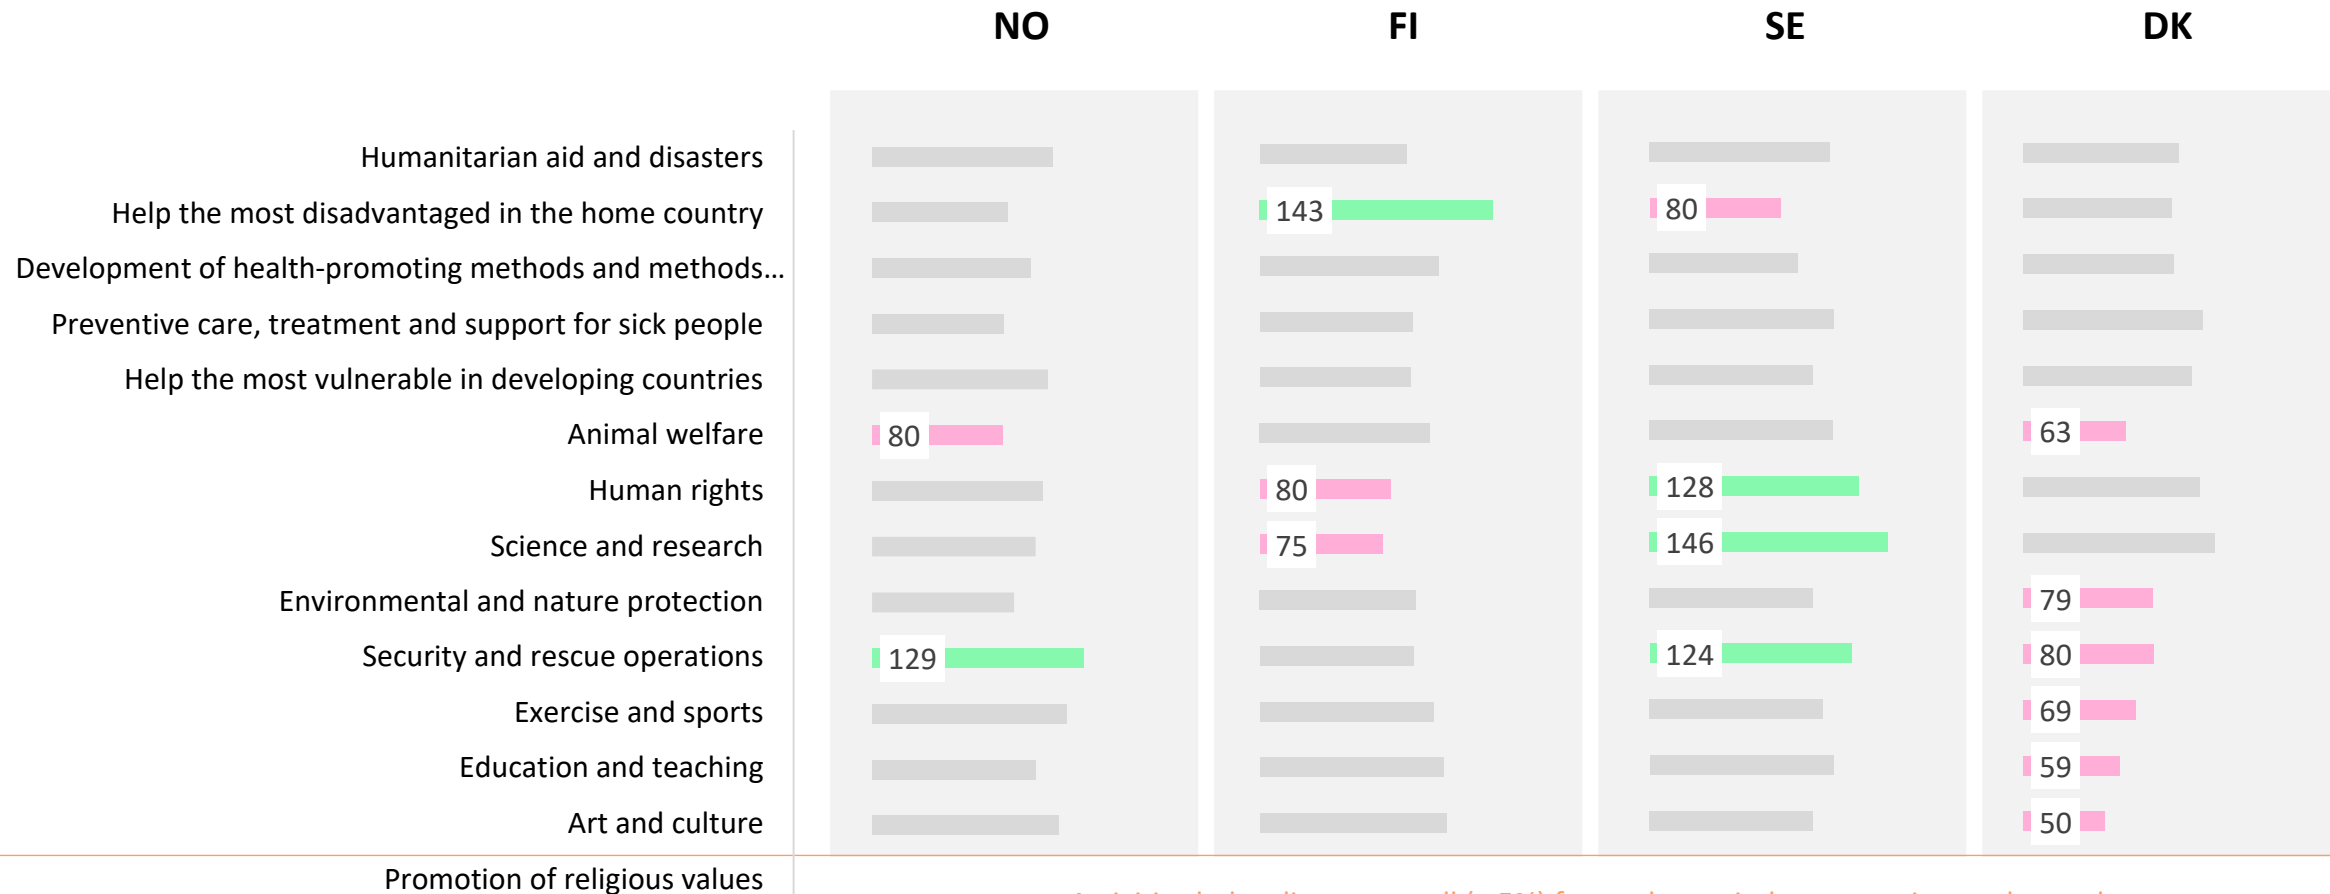 NO FI SE DK
Humanitarian aid and disasters
Help the most disadvantaged in the home country 143 80
Development of health-promoting methods and methods...
Preventive care, treatment and support for sick people
Help the most vulnerable in developing countries
Animal welfare 80 63
Human rights 80 128
Science and research 75 146
Environmental and nature protection 79
Security and rescue operations 129 124 80
Exercise and sports 69
Education and teaching 59
Art and culture 50
Promotion of religious values